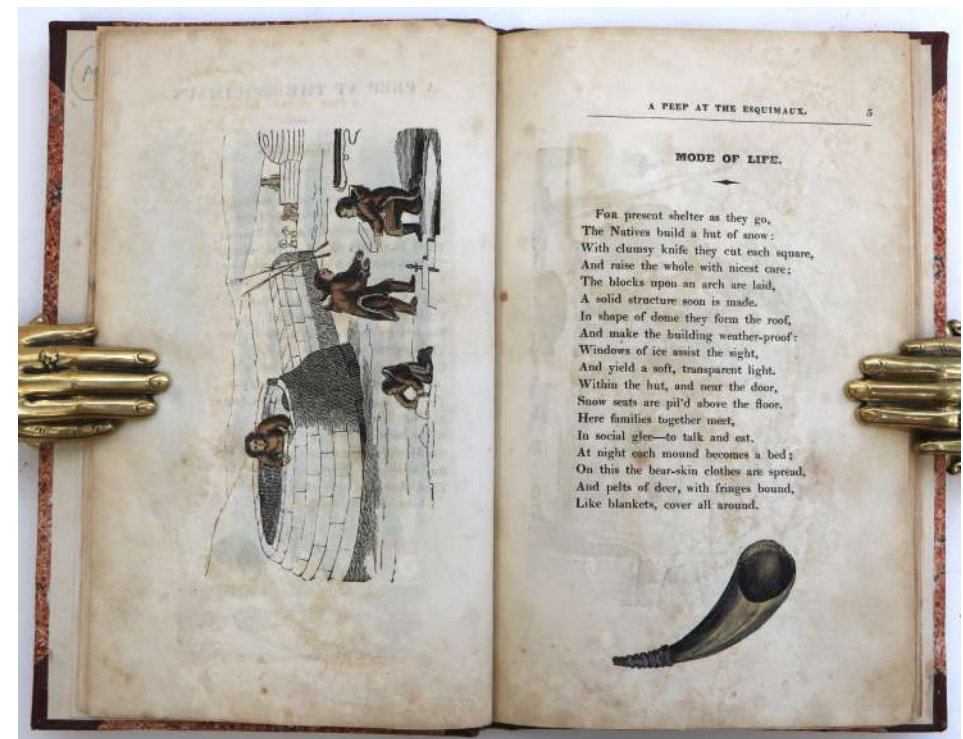 A PEEP AT THE ESQUIMAUX. 5
MODE OF LIFE.
FOR present shelter as they go,
The Natives build a hut of snow:
With clumsy knife they cut each square,
And raise the whole with nicest care;
The blocks upon an arch are laid,
A solid structure soon is made.
In shape of dome they form the roof,
And make the building weather-proof:
Windows of ice assist the sight,
And yield a soft, transparent light.
Within the hut, and near the door,
Snow seats are pil'd above the floor.
Here families together meet,
In social glee—to talk and eat.
At night each mound becomes a bed;
On this the bear-skin clothes are spread,
And pelts of deer, with fringes bound,
Like blankets, cover all around.